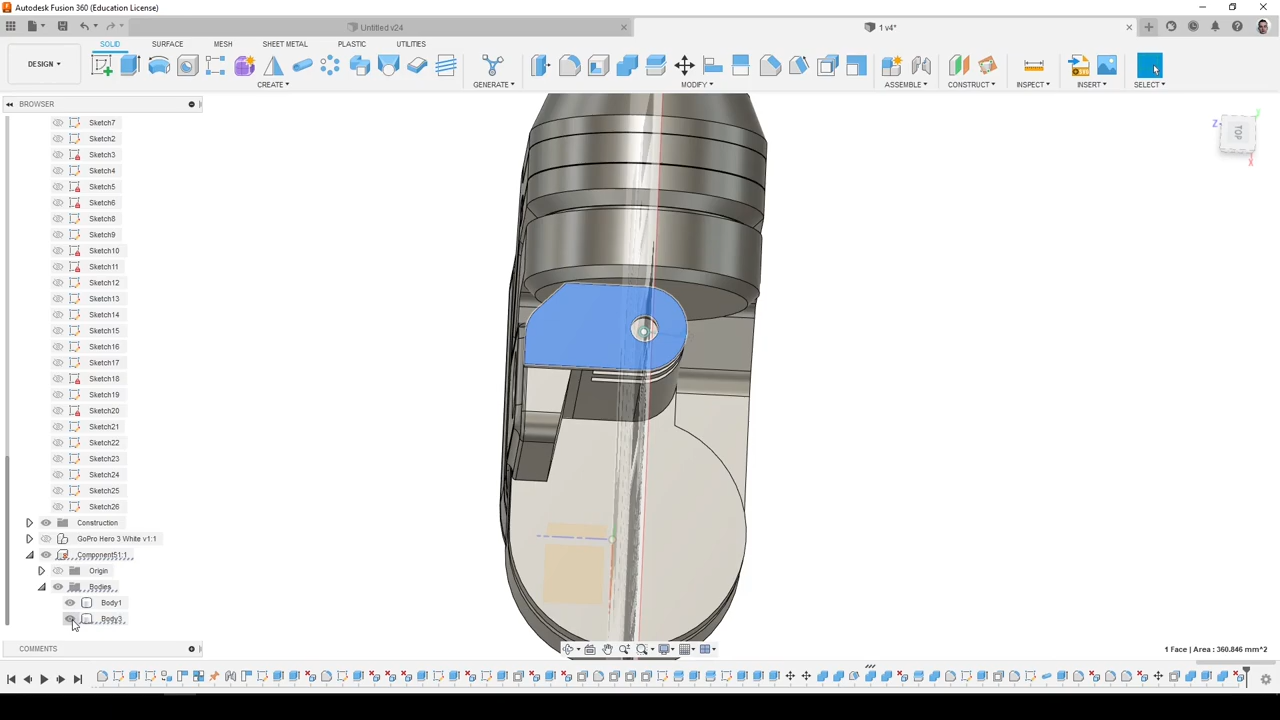 Autodesk Fusion 360 (Education License)
Untitled v24
1 v4*
SOLID SURFACE MESH SHEET METAL PLASTIC UTILITIES
DESIGN
CREATE GENERATE MODIFY ASSEMBLE CONSTRUCT INSPECT INSERT SELECT
BROWSER
Sketch7
Sketch2
Sketch3
Sketch4
Sketch5
Sketch6
Sketch8
Sketch9
Sketch10
Sketch11
Sketch12
Sketch13
Sketch14
Sketch15
Sketch16
Sketch17
Sketch18
Sketch19
Sketch20
Sketch21
Sketch22
Sketch23
Sketch24
Sketch25
Sketch26
Construction
GoPro Hero 3 White v1:1
Component51:1
Origin
Bodies
Body1
Body3
Z
TOP
X
COMMENTS
1 Face | Area : 360.846 mm^2